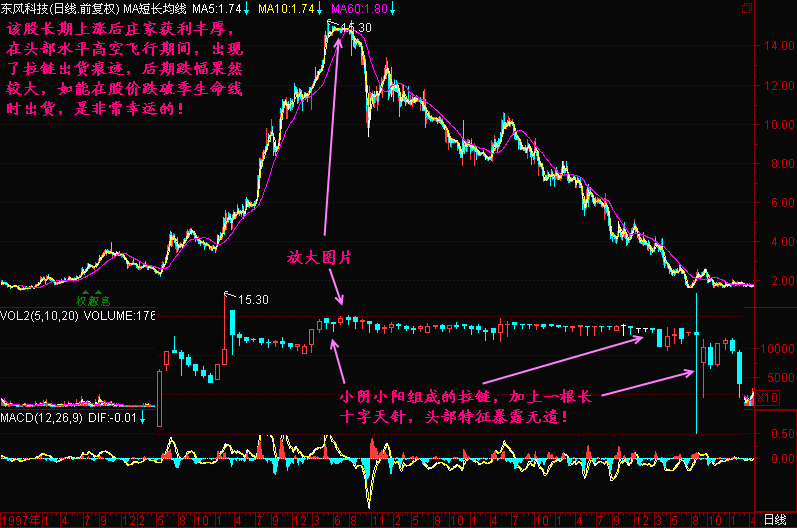 东风科技(日线.前复权) MA短长均线 MA5:1.74↓ MA10:1.74↓ MA60:1.80↓
该股长期上涨后庄家获利丰厚，
在头部水平高空飞行期间，出现
了拉链出货痕迹，后期跌幅果然
较大，如能在股价跌破季生命线
时出货，是非常幸运的！
15.30
14.00
12.00
10.00
8.00
6.00
4.00
2.00
放大图片
15.30
VOL2(5,10,20) VOLUME:176
10000
5000
X10
小阴小阳组成的拉链，加上一根长
十字天针，头部特征暴露无遗！
MACD(12,26,9) DIF:-0.01↓
0.50
0.00
1997年 1 4 7 9 12 2 5 8 10 1 4 6 9 12 3 6 8 11 2 5 8 10 1 4 7 10 12 4 7 9 12 3 5 8 10 1 4
日线